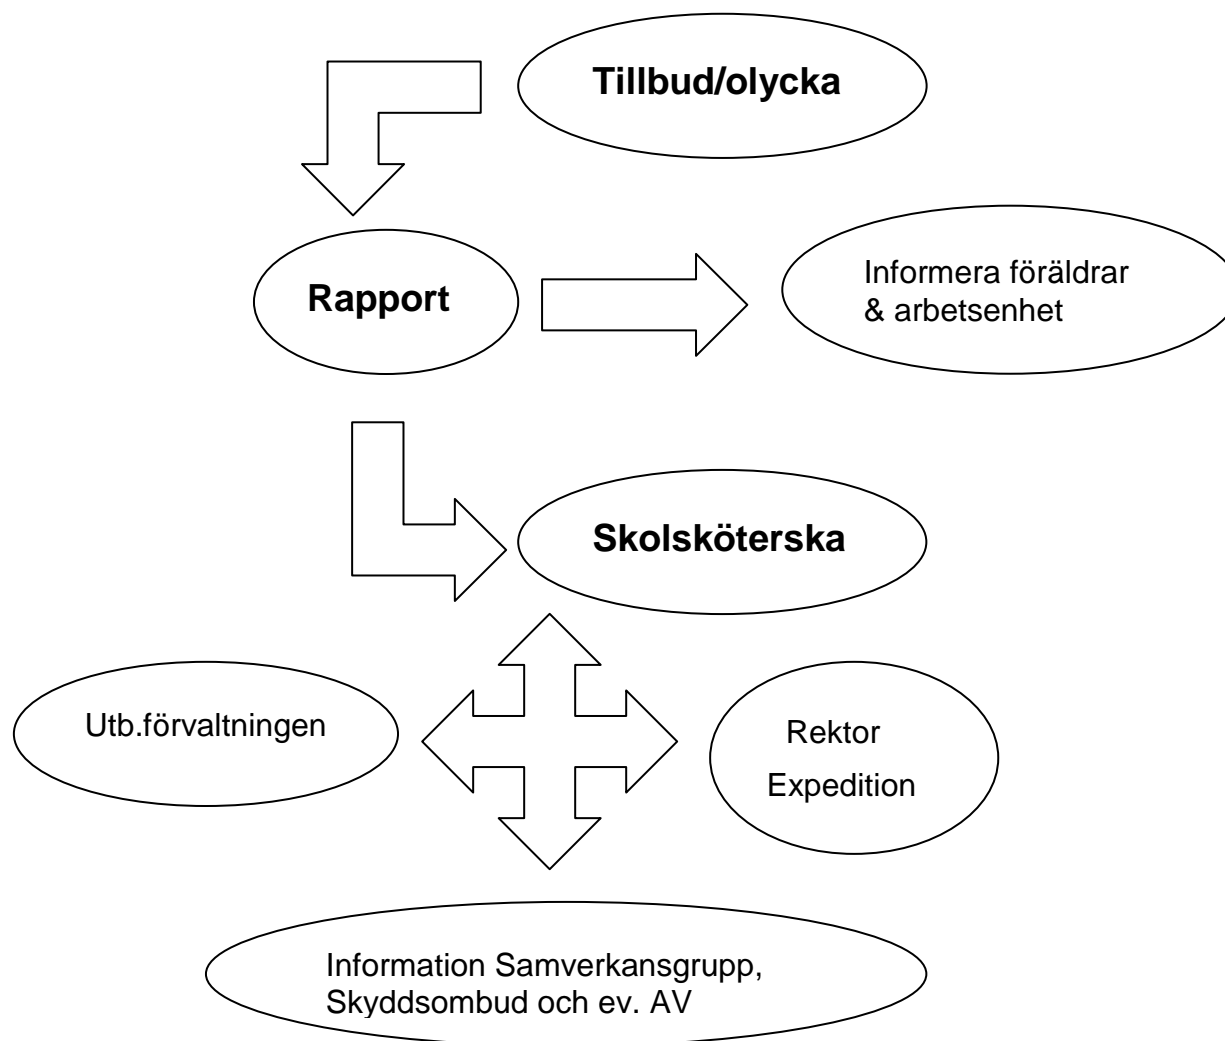 Tillbud/olycka
Rapport
Informera föräldrar
& arbetsenhet
Skolsköterska
Utb.förvaltningen
Rektor
Expedition
Information Samverkansgrupp,
Skyddsombud och ev. AV